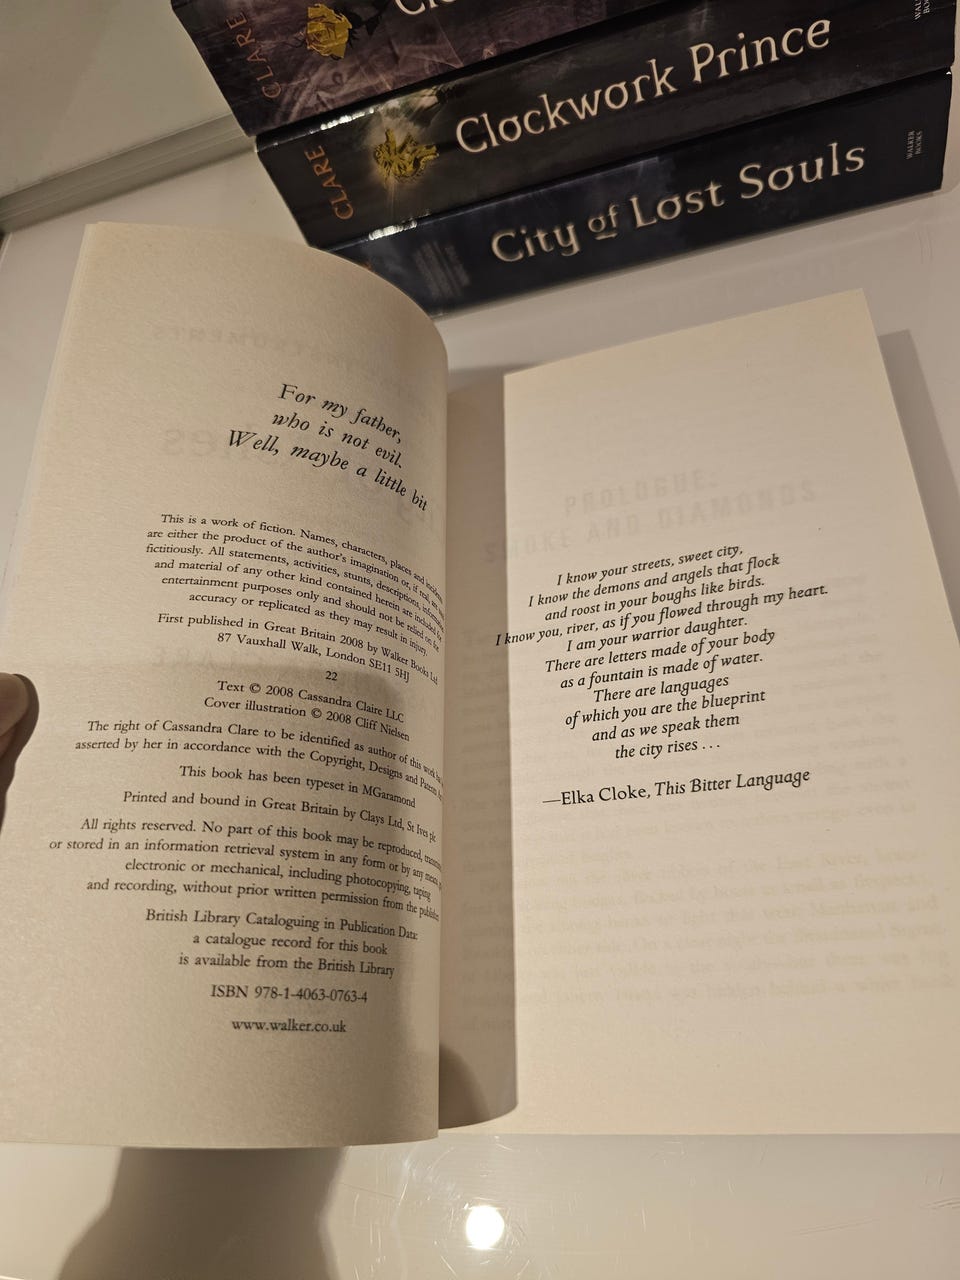 CLARE
CLARE
Clockwork Prince
WALKER
BOOKS
City of Lost Souls
For my father,
who is not evil.
Well, maybe a little bit
This is a work of fiction. Names, characters, places and
are either the product of the author's imagination or, if real, are
fictitiously. All statements, activities, stunts, descriptions,
and material of any other kind contained herein are included for
entertainment purposes only and should not be relied on for
accuracy or replicated as they may result in injury.
First published in Great Britain 2008 by Walker Books Ltd
87 Vauxhall Walk, London SE11 5HJ
22
Text © 2008 Cassandra Claire LLC
Cover illustration © 2008 Cliff Nielsen
The right of Cassandra Clare to be identified as author of this work
asserted by her in accordance with the Copyright, Designs and Patents
This book has been typeset in MGaramond
Printed and bound in Great Britain by Clays Ltd, St Ives plc
All rights reserved. No part of this book may be reproduced,
or stored in an information retrieval system in any form or by any means,
electronic or mechanical, including photocopying, taping
and recording, without prior written permission from the publisher.
British Library Cataloguing in Publication Data:
a catalogue record for this book
is available from the British Library
ISBN 978-1-4063-0763-4
www.walker.co.uk
PROLOGUE:
SMOKE AND DIAMONDS
I know your streets, sweet city,
I know the demons and angels that flock
and roost in your boughs like birds.
I know you, river, as if you flowed through my heart.
I am your warrior daughter.
There are letters made of your body
as a fountain is made of water.
There are languages
of which you are the blueprint
and as we speak them
the city rises . . .
—Elka Cloke, This Bitter Language